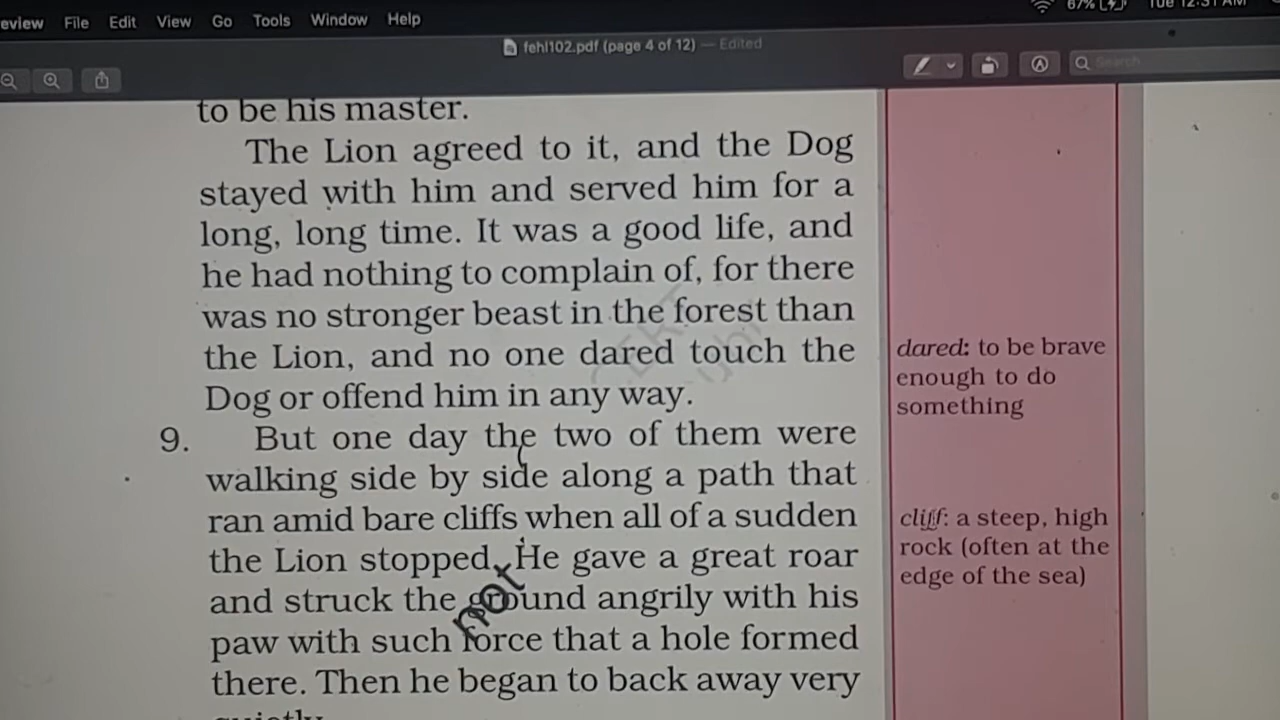 eview File Edit View Go Tools Window Help
67% Tue 12:31 AM
fehl102.pdf (page 4 of 12) — Edited
Search
to be his master.
The Lion agreed to it, and the Dog
stayed with him and served him for a
long, long time. It was a good life, and
he had nothing to complain of, for there
was no stronger beast in the forest than
the Lion, and no one dared touch the
Dog or offend him in any way.
dared: to be brave
enough to do
something
9. But one day the two of them were
walking side by side along a path that
ran amid bare cliffs when all of a sudden
the Lion stopped. He gave a great roar
and struck the ground angrily with his
paw with such force that a hole formed
there. Then he began to back away very
cliff: a steep, high
rock (often at the
edge of the sea)
not